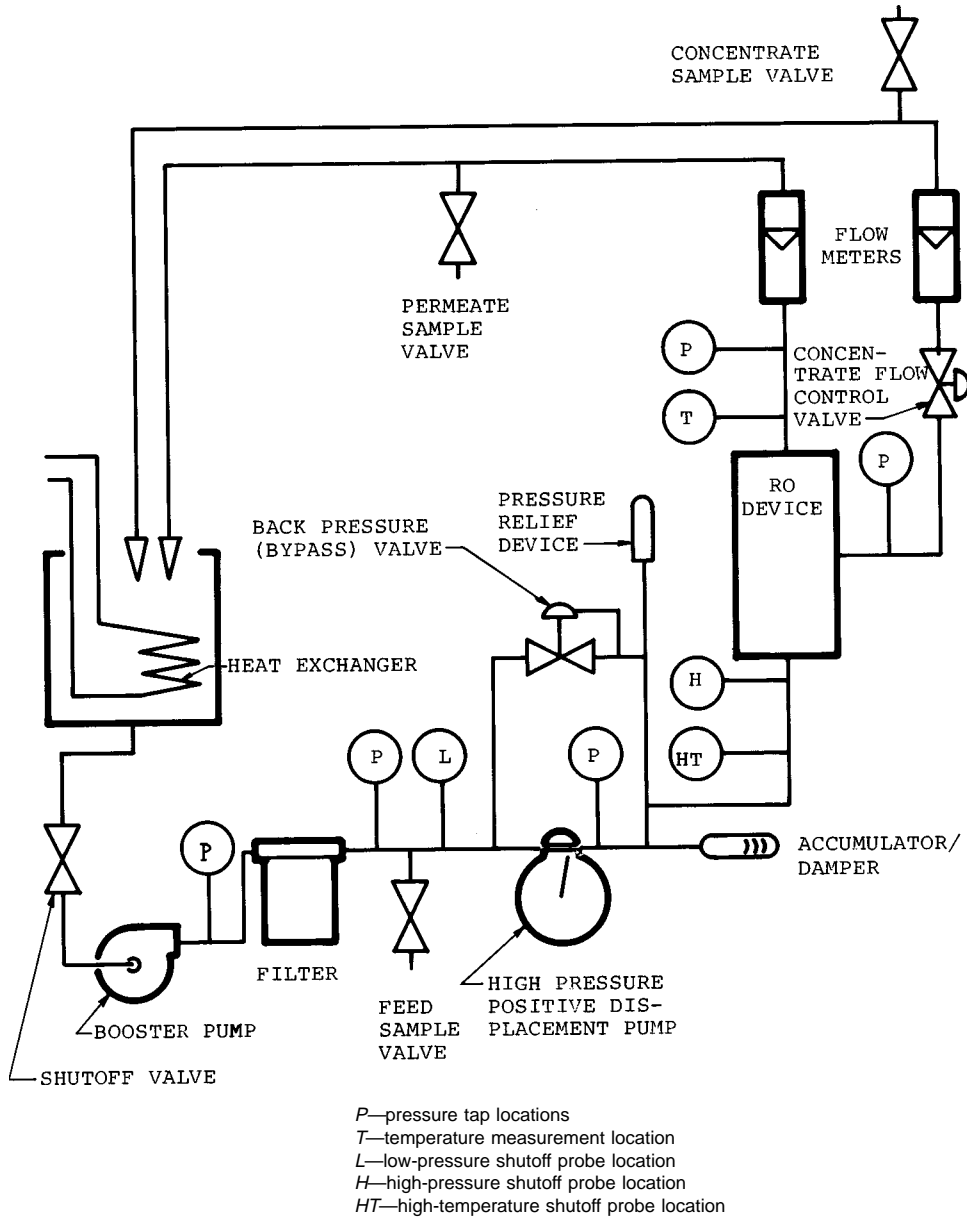 CONCENTRATE
SAMPLE VALVE
FLOW
METERS
PERMEATE
SAMPLE
VALVE
P
CONCEN-
TRATE FLOW
CONTROL
VALVE
T
P
RO
DEVICE
PRESSURE
RELIEF
DEVICE
BACK PRESSURE
(BYPASS) VALVE
HEAT EXCHANGER
H
HT
P
L
P
P
ACCUMULATOR/
DAMPER
FILTER
FEED
SAMPLE
VALVE
HIGH PRESSURE
POSITIVE DIS-
PLACEMENT PUMP
BOOSTER PUMP
SHUTOFF VALVE
P—pressure tap locations
T—temperature measurement location
L—low-pressure shutoff probe location
H—high-pressure shutoff probe location
HT—high-temperature shutoff probe location